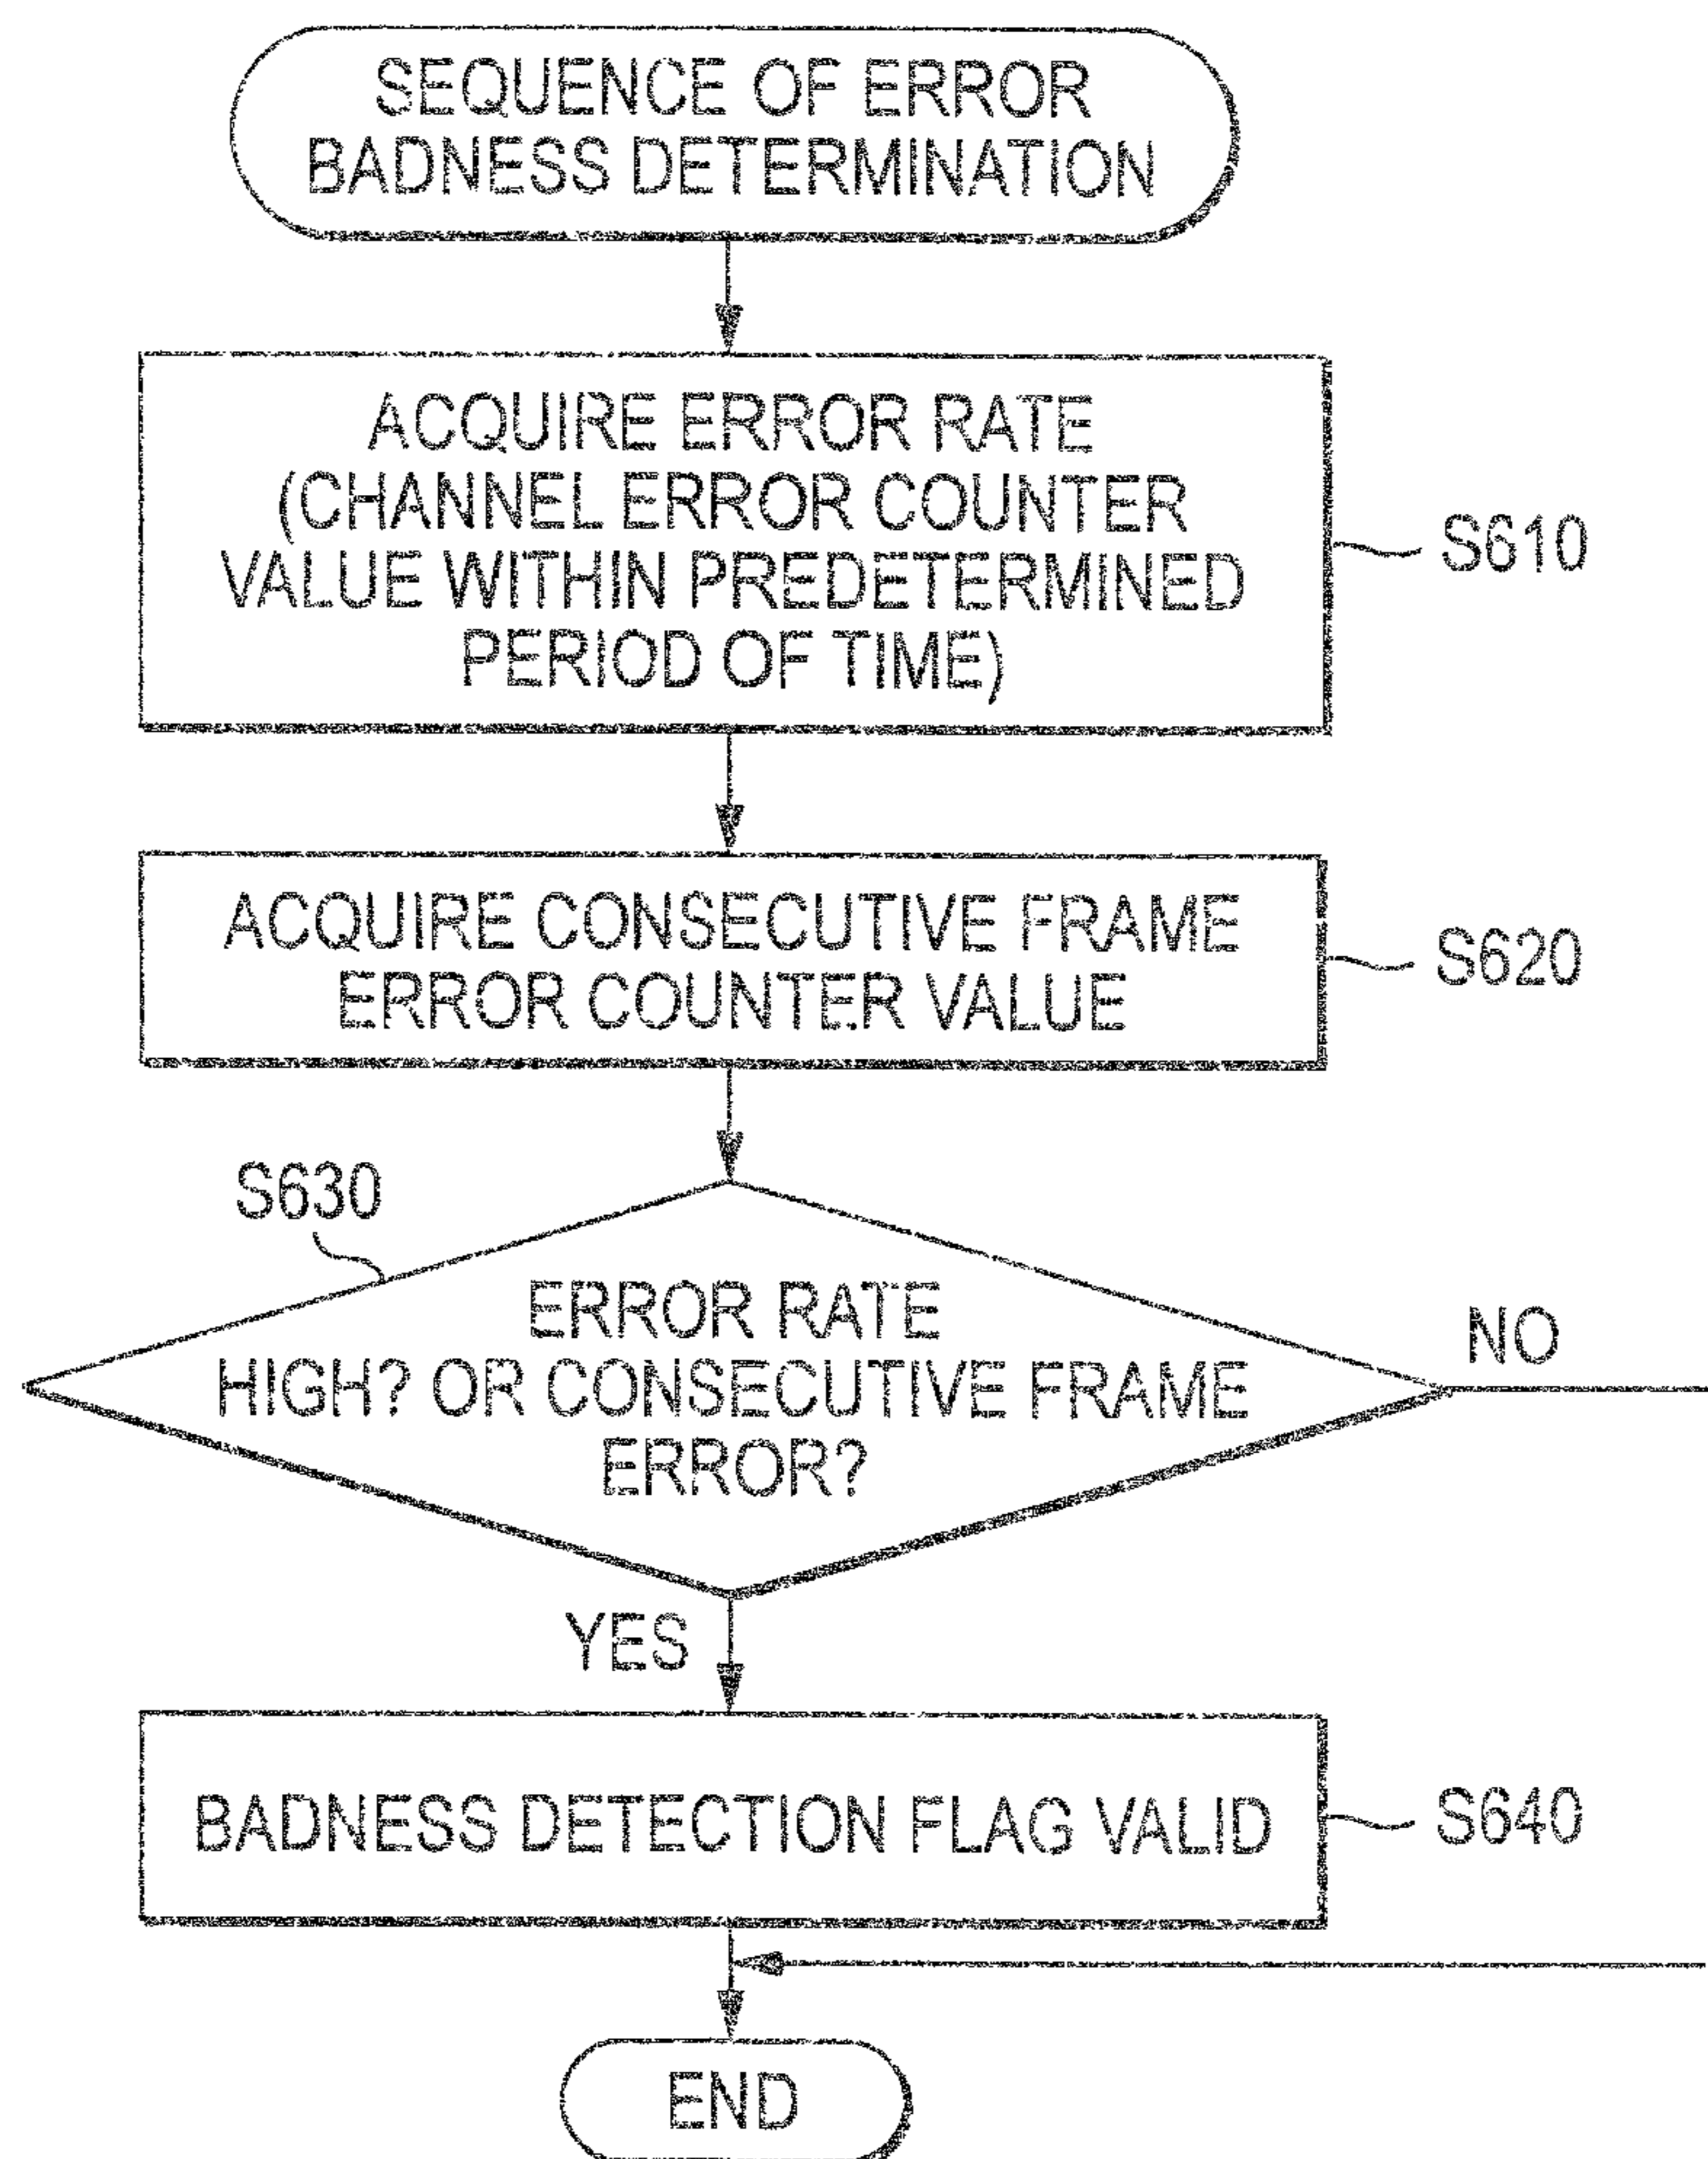 SEQUENCE OF ERROR
BADNESS DETERMINATION
ACQUIRE ERROR RATE
(CHANNEL ERROR COUNTER
VALUE WITHIN PREDETERMINED
PERIOD OF TIME)
S610
ACQUIRE CONSECUTIVE FRAME
ERROR COUNTER VALUE
S620
S630
ERROR RATE
HIGH? OR CONSECUTIVE FRAME
ERROR?
NO
YES
BADNESS DETECTION FLAG VALID
S640
END